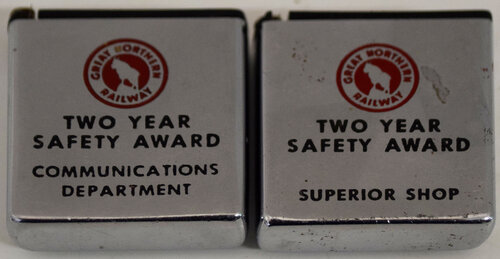 GREAT NORTHERN
RAILWAY
TWO YEAR
SAFETY AWARD
COMMUNICATIONS
DEPARTMENT
GREAT NORTHERN
RAILWAY
TWO YEAR
SAFETY AWARD
SUPERIOR SHOP